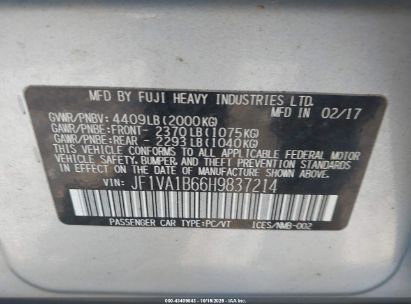 MFD BY FUJI HEAVY INDUSTRIES LTD.
GVWR/PNBV: 4409LB(2000KG) MFD IN 02/17
GAWR/PNBE:FRONT- 2370LB(1075KG)
GAWR/PNBE:REAR - 2293LB(1040KG)
THIS VEHICLE CONFORMS TO ALL APPLICABLE FEDERAL MOTOR
VEHICLE SAFETY, BUMPER, AND THEFT PREVENTION STANDARDS
IN EFFECT ON THE DATE OF MANUFACTURE SHOWN ABOVE.
VIN: JF1VA1B66H9837214
PASSENGER CAR TYPE:PC/VT ICES/NMB-002